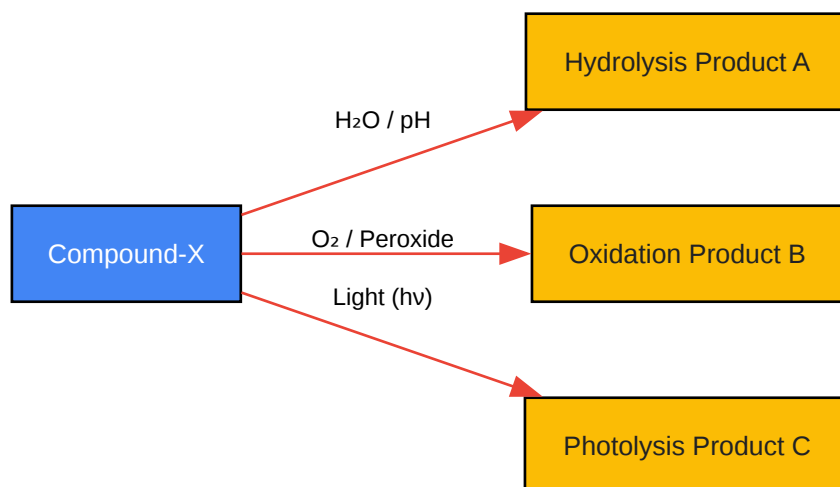 Hydrolysis Product A
H₂O / pH
Compound-X
O₂ / Peroxide
Oxidation Product B
Light (hν)
Photolysis Product C